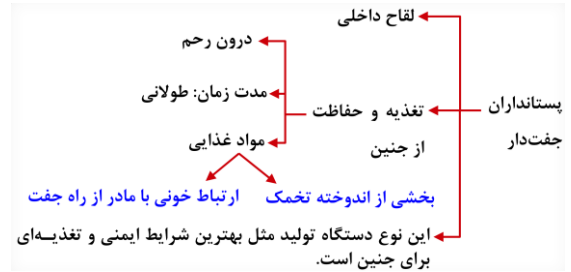 پستانداران
جفت‌دار
لقاح داخلی
تغذیه و حفاظت
از جنین
درون رحم
مدت زمان: طولانی
مواد غذایی
بخشی از اندوخته تخمک
ارتباط خونی با مادر از راه جفت
این نوع دستگاه تولید مثل بهترین شرایط ایمنی و تغذیـه‌ای
برای جنین است.